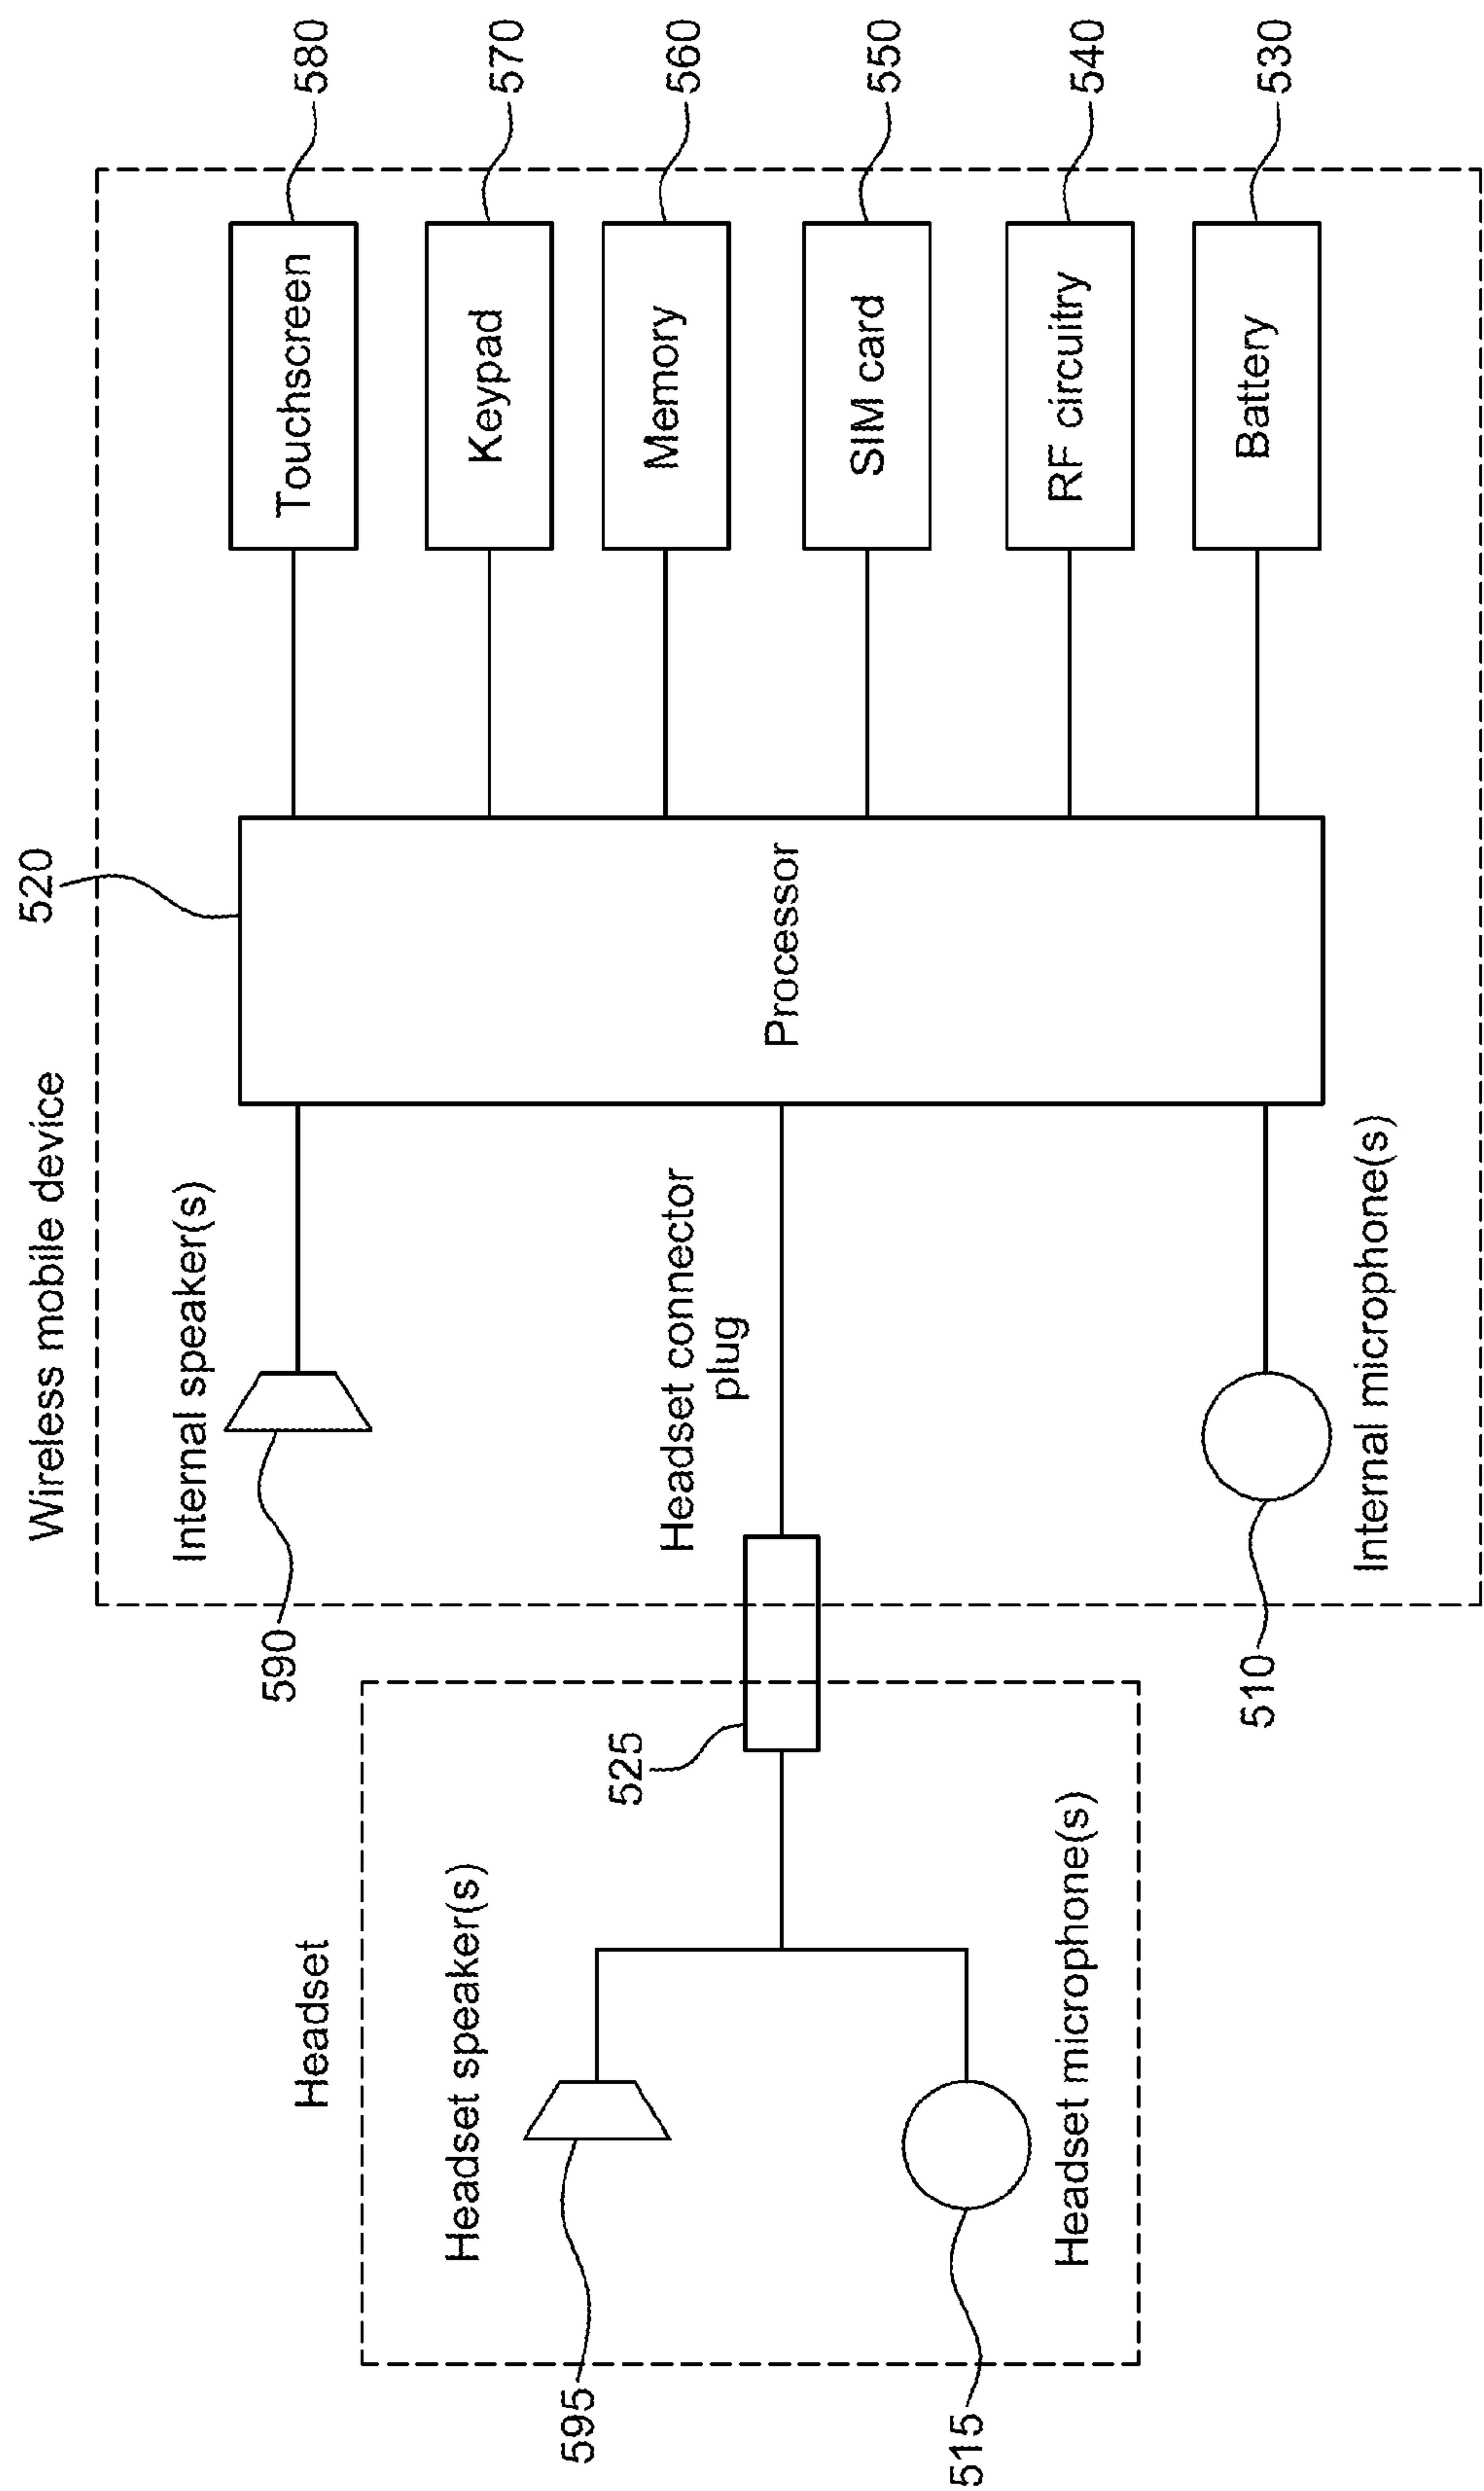 Wireless mobile device
520
Headset
Internal speaker(s)
590
Touchscreen
580
Headset speaker(s)
595
Keypad
570
525
Headset connector
plug
Memory
560
Processor
SIM card
550
515
Headset microphone(s)
RF circuitry
540
510
Internal microphone(s)
Battery
530